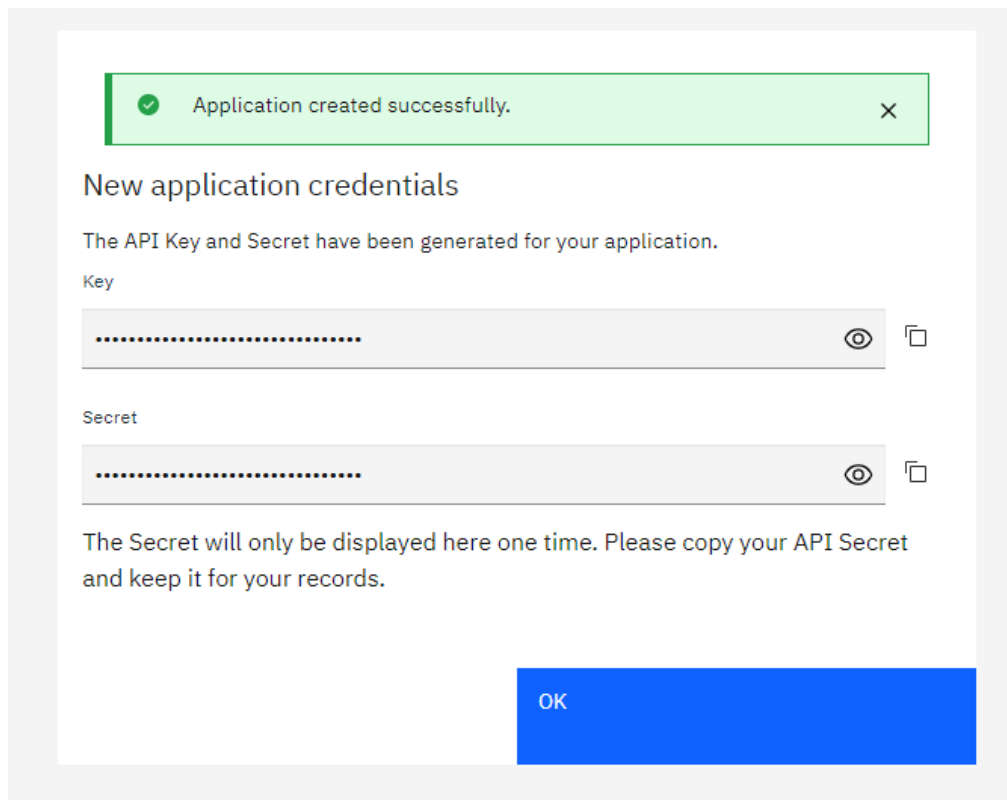 Application created successfully.
New application credentials
The API Key and Secret have been generated for your application.
Key
••••••••••••••••••••••••••••••••
Secret
••••••••••••••••••••••••••••••••
The Secret will only be displayed here one time. Please copy your API Secret
and keep it for your records.
OK